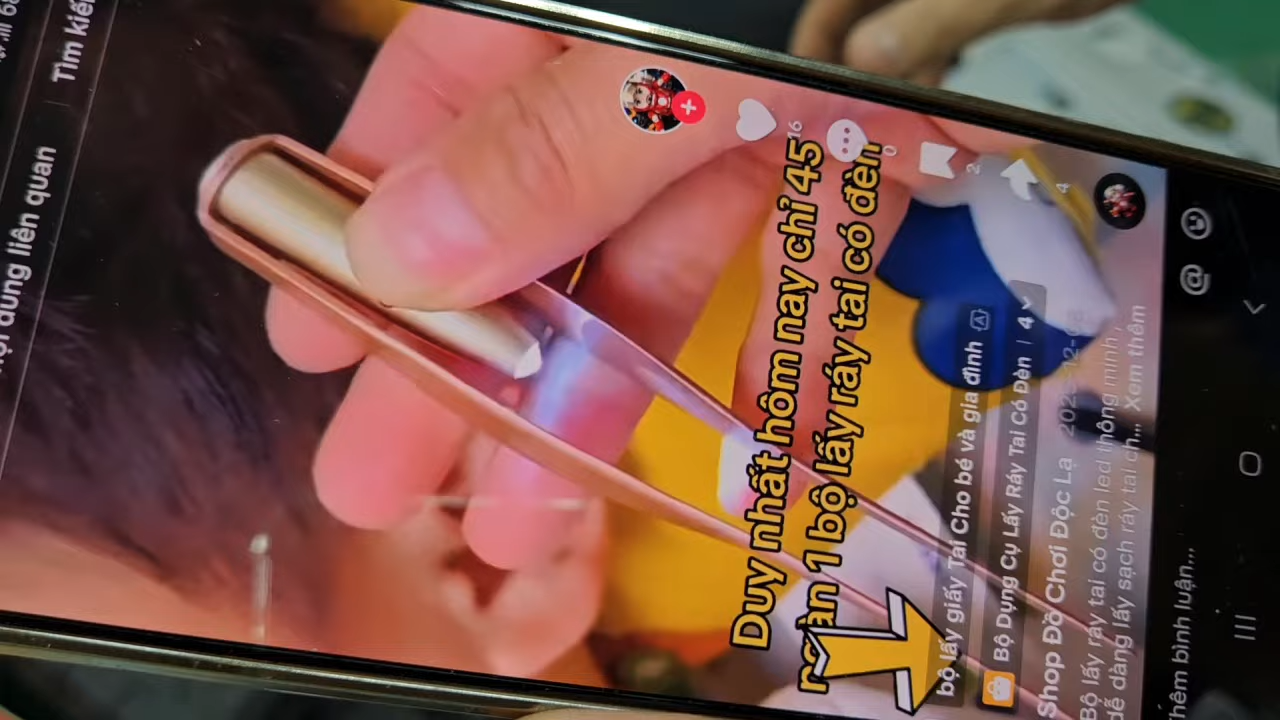 Tìm kiế
ội dung liên quan
16
0
2
4
Duy nhất hôm nay chỉ 45
ngàn 1 bộ lấy ráy tai có đèn
bộ lấy giấy Tai Cho bé và gia đình
Bộ Dụng Cụ Lấy Ráy Tai Có Đèn | 4
Shop Đồ Chơi Độc Lạ
Bộ lấy ráy tai có đèn led thông minh ,
dễ dàng lấy sạch ráy tai ch... Xem thêm
Thêm bình luận...
@